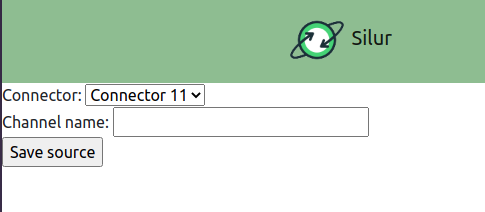 Silur
Connector: Connector 11
Channel name:
Save source